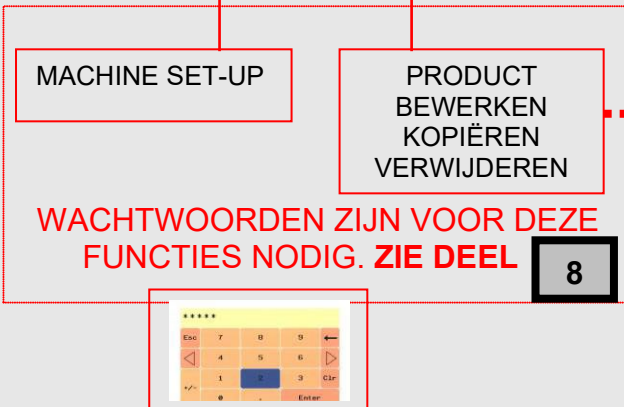 MACHINE SET-UP
PRODUCT
BEWERKEN
KOPIËREN
VERWIJDEREN
WACHTWOORDEN ZIJN VOOR DEZE
FUNCTIES NODIG. ZIE DEEL
8
*****
Esc 7 8 9 ←
4 5 6
1 2 3 Clr
+/- 0 . Enter